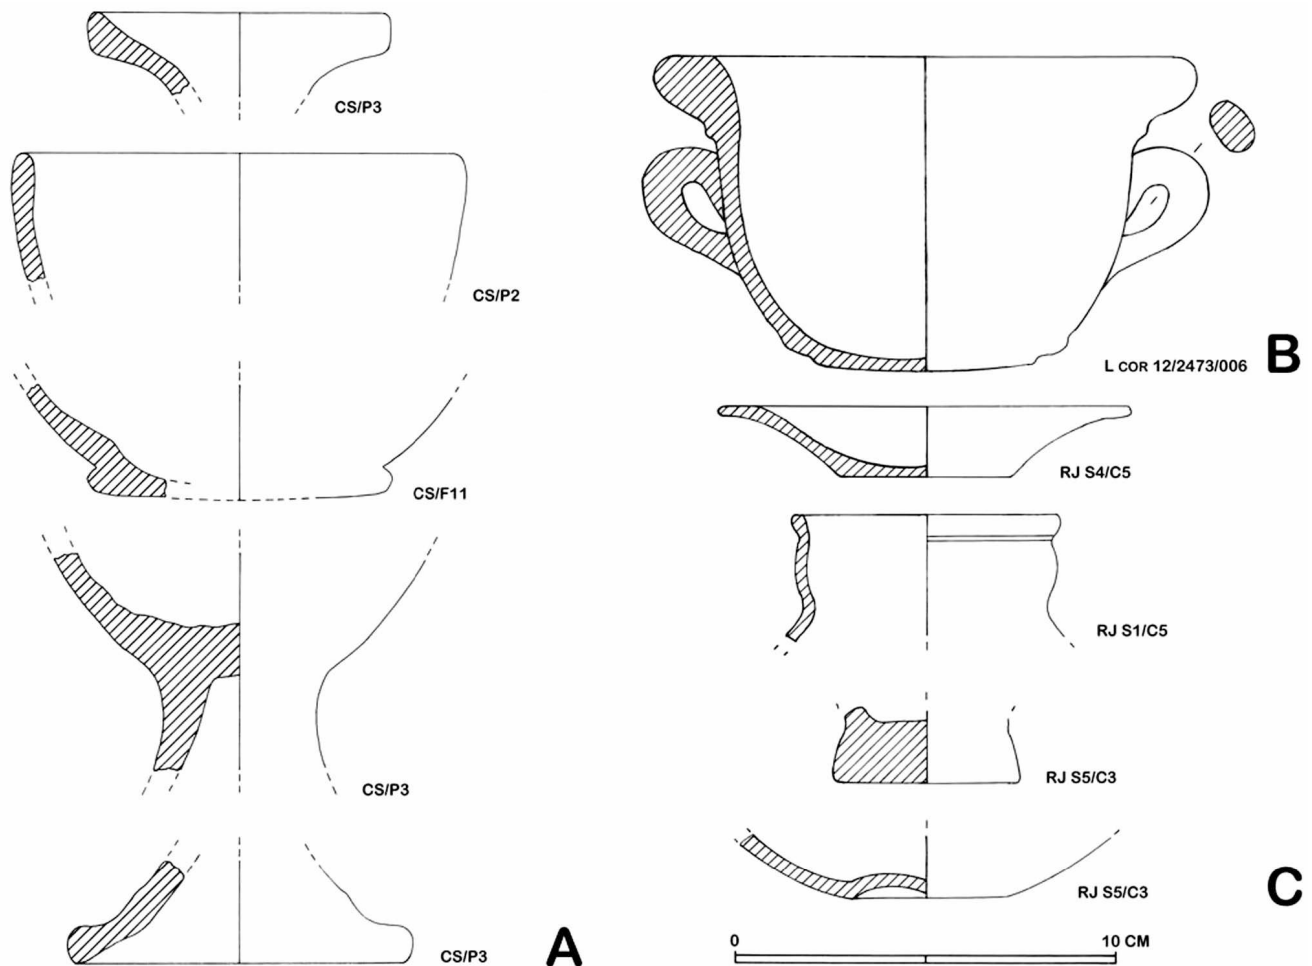 CS/P3
CS/P2
CS/F11
CS/P3
CS/P3
A
L COR 12/2473/006
B
RJ S4/C5
RJ S1/C5
RJ S5/C3
RJ S5/C3
C
0 10 CM